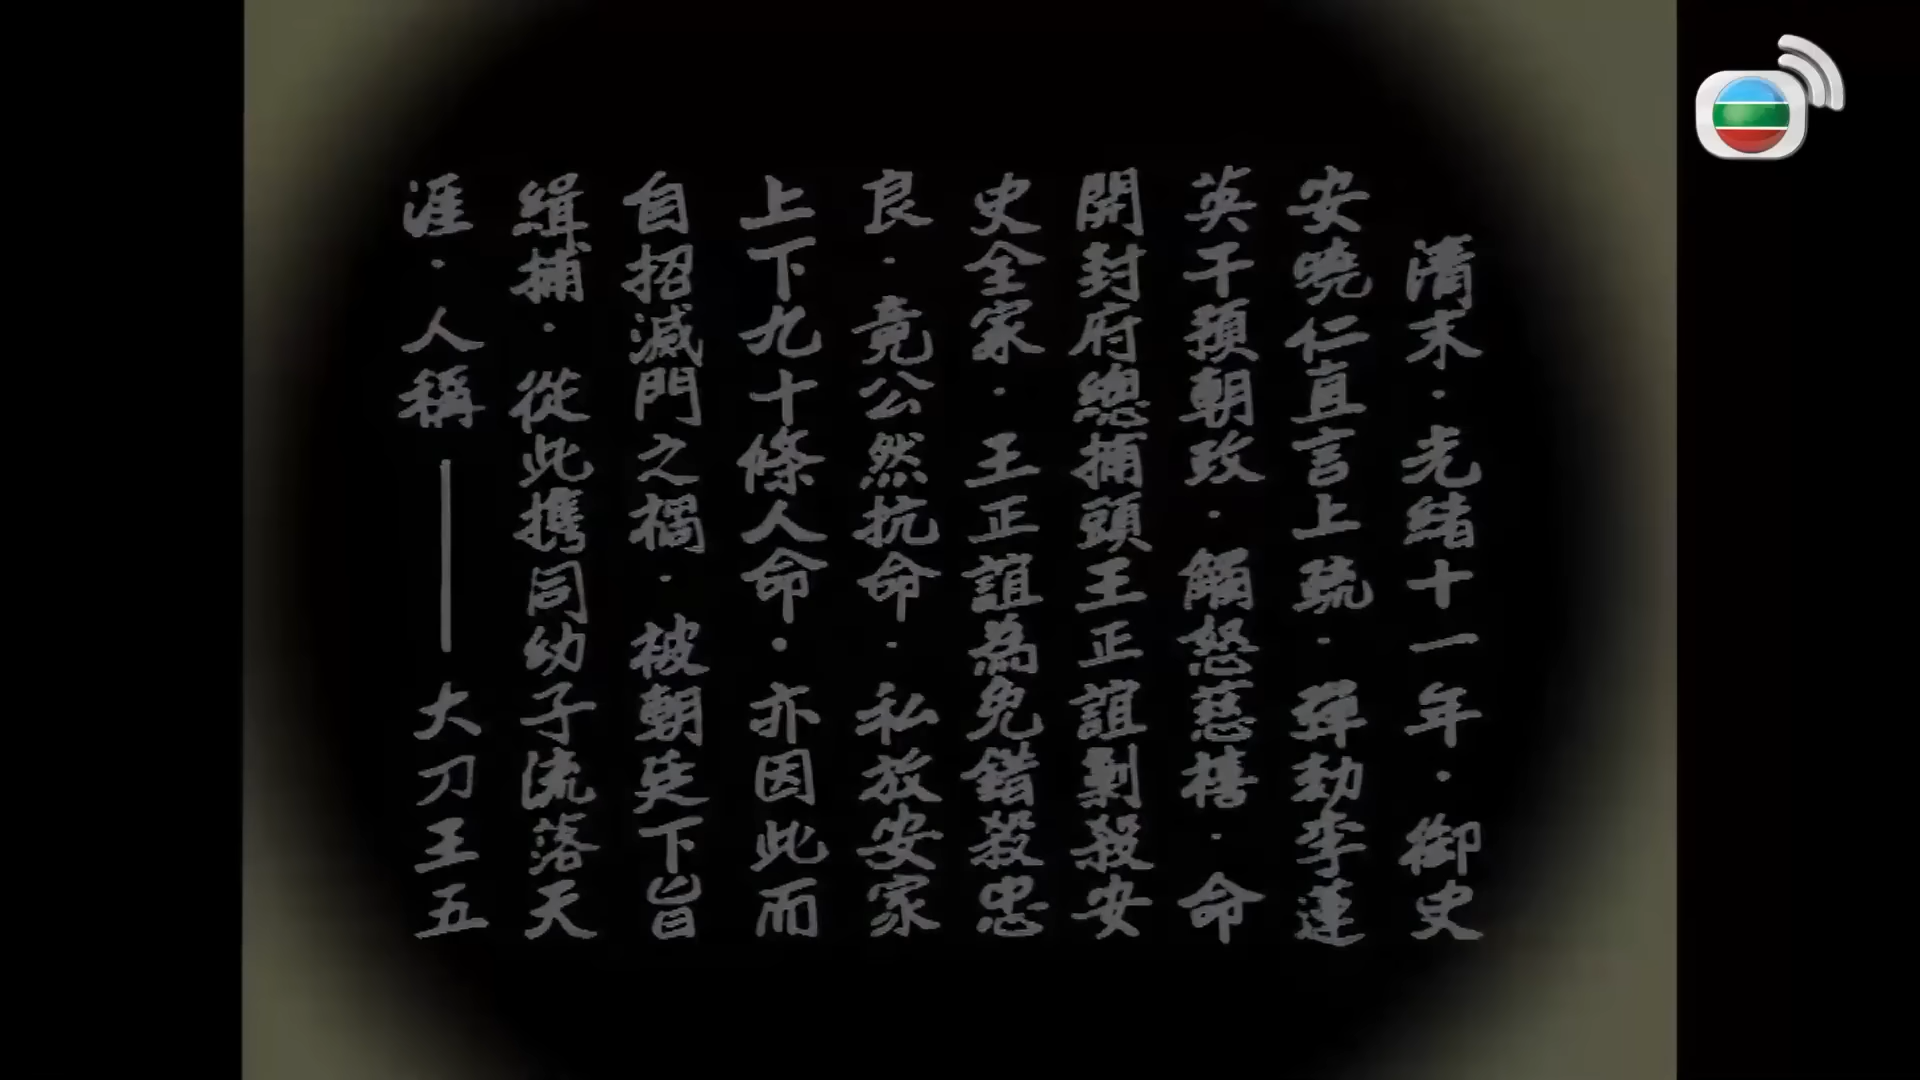 清末·光緒十一年·御史
安曉仁直言上疏·彈劾李蓮
英干預朝政·觸怒慈禧·命
開封府總捕頭王正誼剿殺安
史全家·王正誼為免錯殺忠
良·竟公然抗命·私放安家
上下九十條人命·亦因此而
自招滅門之禍·被朝廷下旨
緝捕·從此攜同幼子流落天
涯·人稱——大刀王五